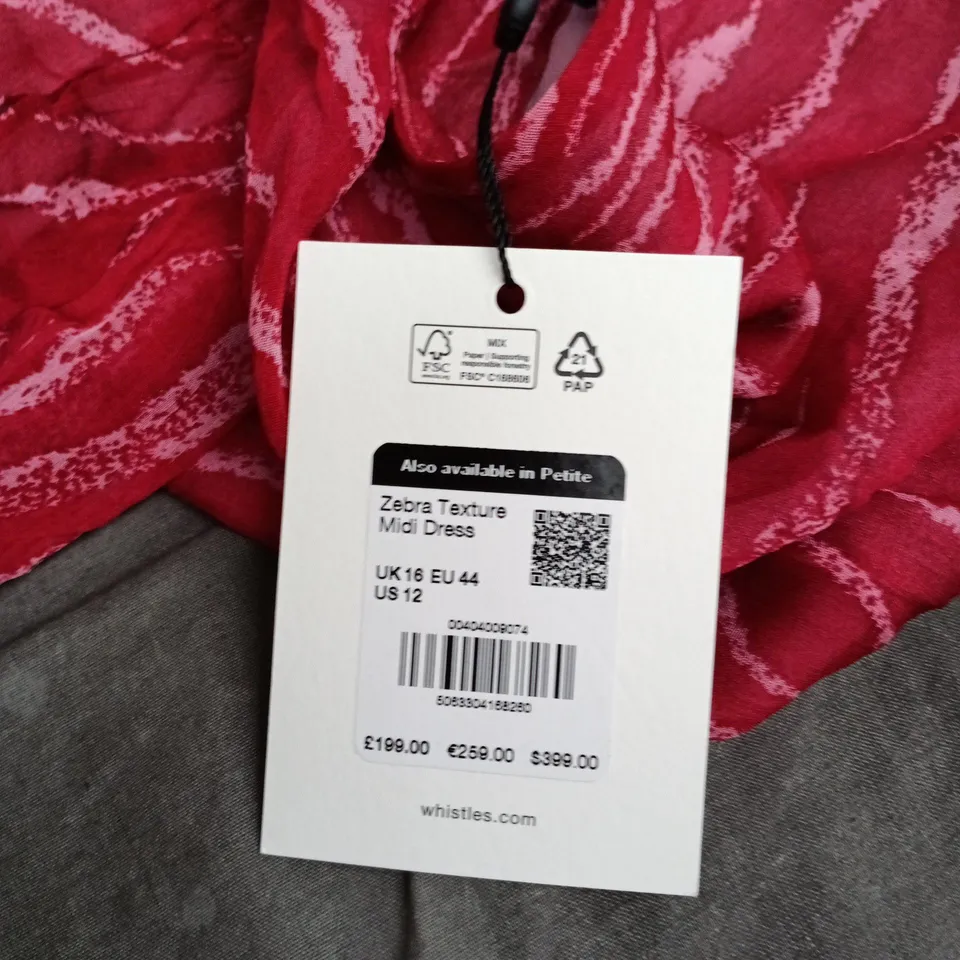 FSC®
MIX
Paper | Supporting
responsible forestry
FSC® C168606
21
PAP
Also available in Petite
Zebra Texture
Midi Dress
UK 16 EU 44
US 12
00404009074
5063304168260
£199.00 €259.00 $399.00
whistles.com